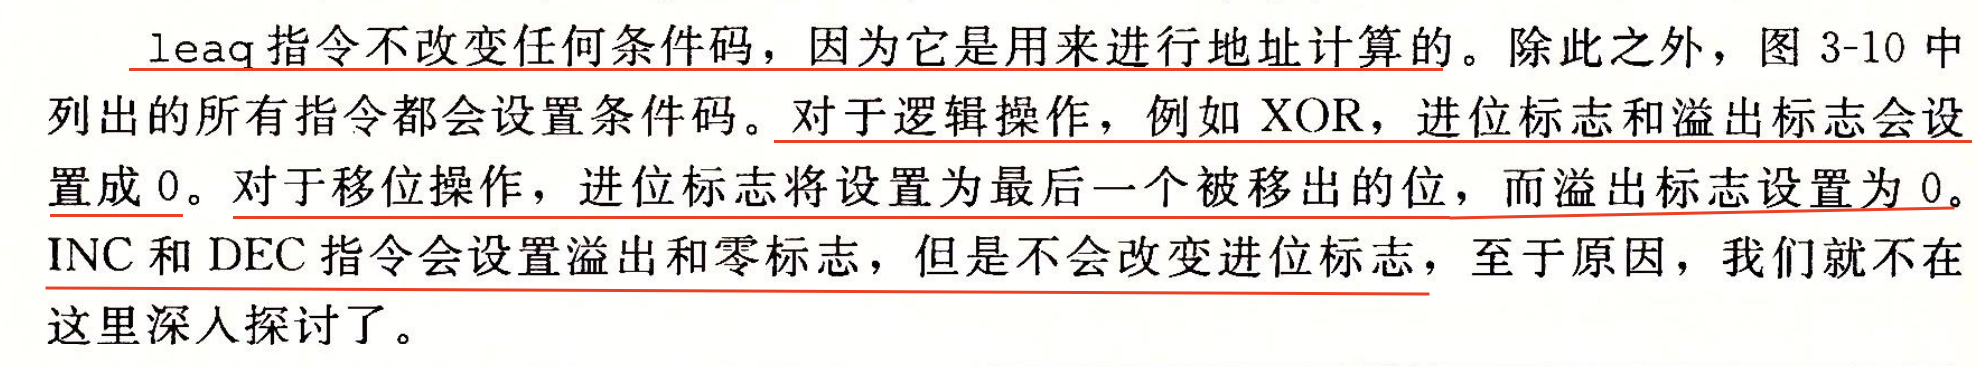 leaq指令不改变任何条件码，因为它是用来进行地址计算的。除此之外，图 3-10 中
列出的所有指令都会设置条件码。对于逻辑操作，例如 XOR，进位标志和溢出标志会设
置成 0。对于移位操作，进位标志将设置为最后一个被移出的位，而溢出标志设置为 0。
INC 和 DEC 指令会设置溢出和零标志，但是不会改变进位标志，至于原因，我们就不在
这里深入探讨了。